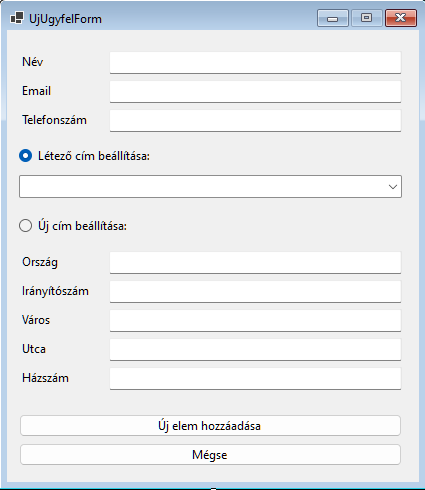 UjUgyfelForm
Név
Email
Telefonszám
Létező cím beállítása:
Új cím beállítása:
Ország
Irányítószám
Város
Utca
Házszám
Új elem hozzáadása
Mégse